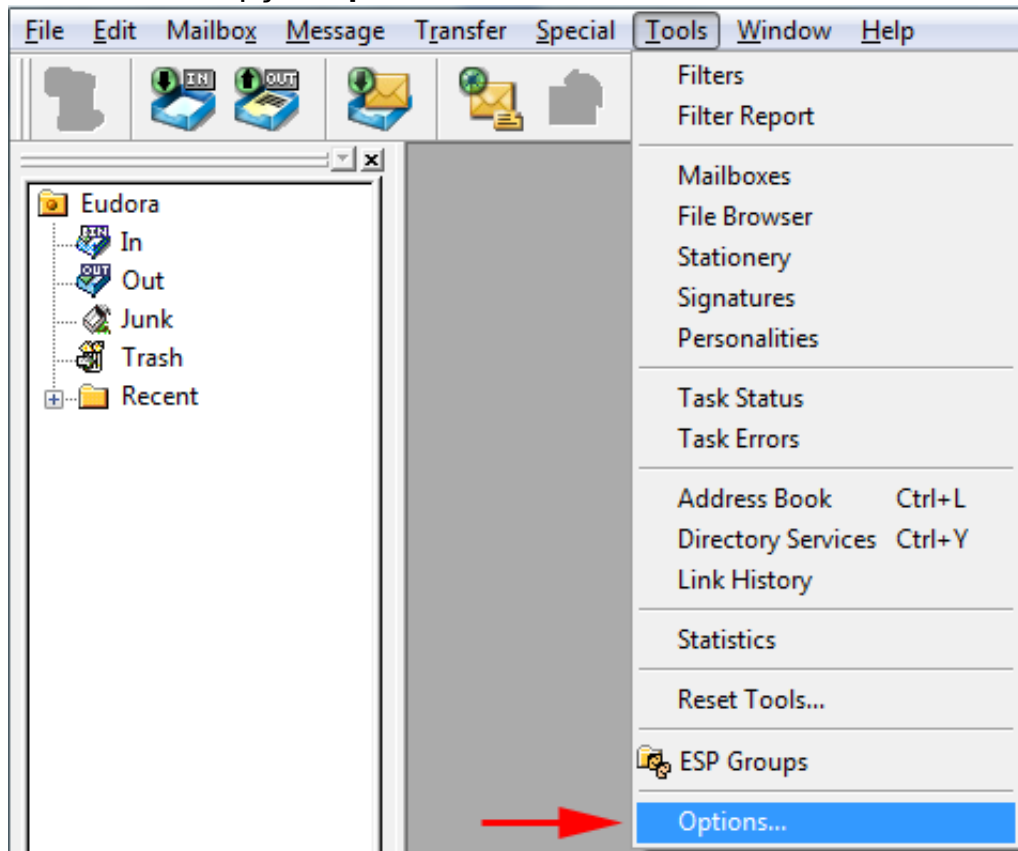 File Edit Mailbox Message Transfer Special Tools Window Help
IN OUT
Eudora
In
Out
Junk
Trash
Recent
Filters
Filter Report
Mailboxes
File Browser
Stationery
Signatures
Personalities
Task Status
Task Errors
Address Book Ctrl+L
Directory Services Ctrl+Y
Link History
Statistics
Reset Tools...
ESP Groups
Options...